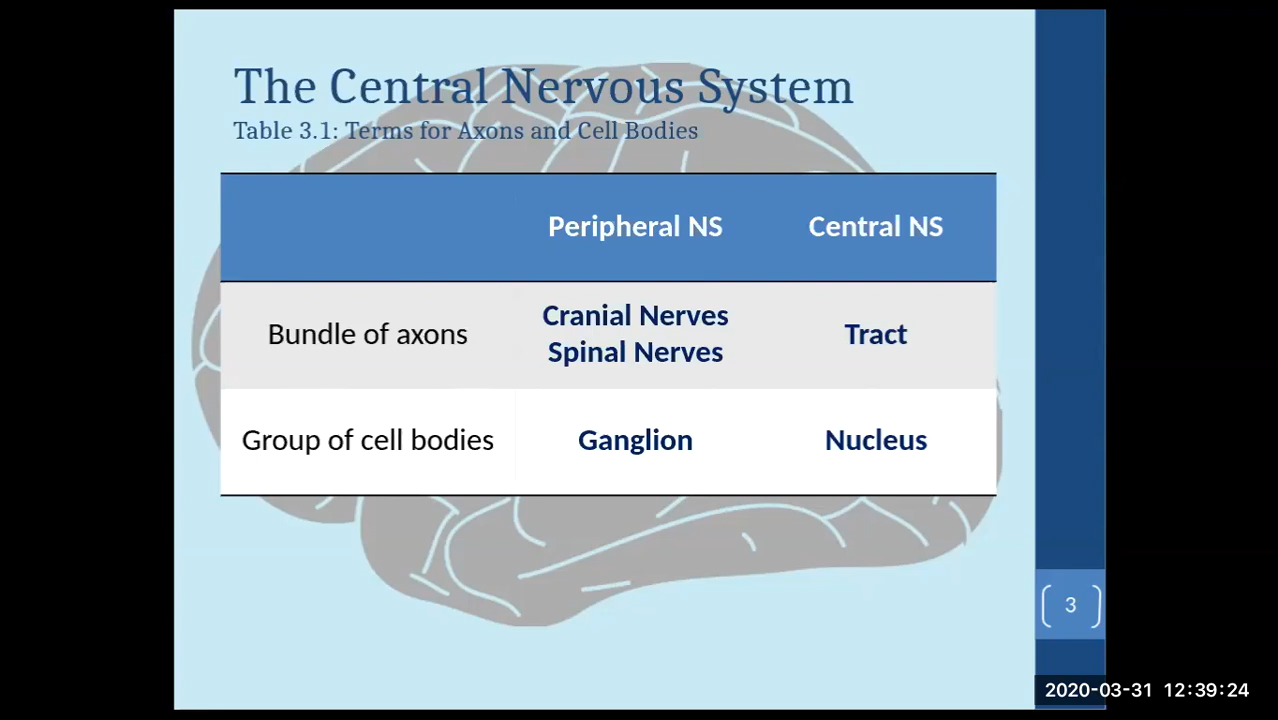 The Central Nervous System
Table 3.1: Terms for Axons and Cell Bodies
Peripheral NS Central NS
Bundle of axons Cranial Nerves Spinal Nerves Tract
Group of cell bodies Ganglion Nucleus
3
2020-03-31 12:39:24